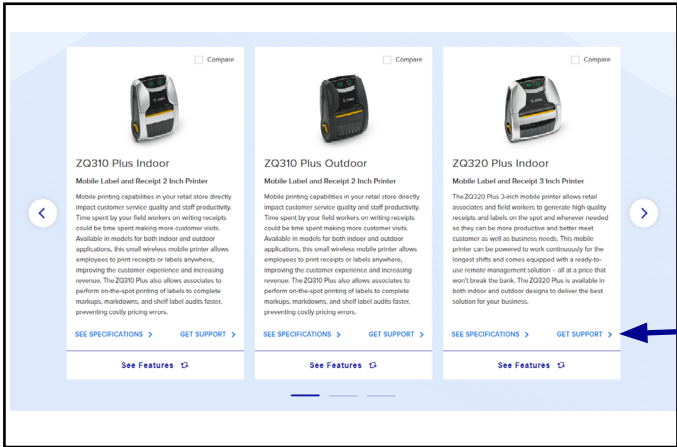 Compare
ZQ310 Plus Indoor
Mobile Label and Receipt 2 Inch Printer
Mobile printing capabilities in your retail store directly
impact customer service quality and staff productivity.
Time spent by your field workers on writing receipts
could be time spent making more customer visits.
Available in models for both indoor and outdoor
applications, this small wireless mobile printer allows
employees to print receipts or labels anywhere,
improving the customer experience and increasing
revenue. The ZQ310 Plus also allows associates to
perform on-the-spot printing of labels to complete
markups, markdowns, and shelf label audits faster,
preventing costly pricing errors.
SEE SPECIFICATIONS > GET SUPPORT >
See Features
Compare
ZQ310 Plus Outdoor
Mobile Label and Receipt 2 Inch Printer
Mobile printing capabilities in your retail store directly
impact customer service quality and staff productivity.
Time spent by your field workers on writing receipts
could be time spent making more customer visits.
Available in models for both indoor and outdoor
applications, this small wireless mobile printer allows
employees to print receipts or labels anywhere,
improving the customer experience and increasing
revenue. The ZQ310 Plus also allows associates to
perform on-the-spot printing of labels to complete
markups, markdowns, and shelf label audits faster,
preventing costly pricing errors.
SEE SPECIFICATIONS > GET SUPPORT >
See Features
Compare
ZQ320 Plus Indoor
Mobile Label and Receipt 3 Inch Printer
The ZQ320 Plus 3-inch mobile printer allows retail
associates and field workers to generate high-quality
receipts and labels on the spot and wherever needed
so they can be more productive and better meet
customer as well as business needs. This mobile
printer can be powered to work continuously for the
longest shifts and comes equipped with a ready-to-
use remote management solution – all at a price that
won't break the bank. The ZQ320 Plus is available in
both indoor and outdoor designs to deliver the best
solution for your business.
SEE SPECIFICATIONS > GET SUPPORT >
See Features